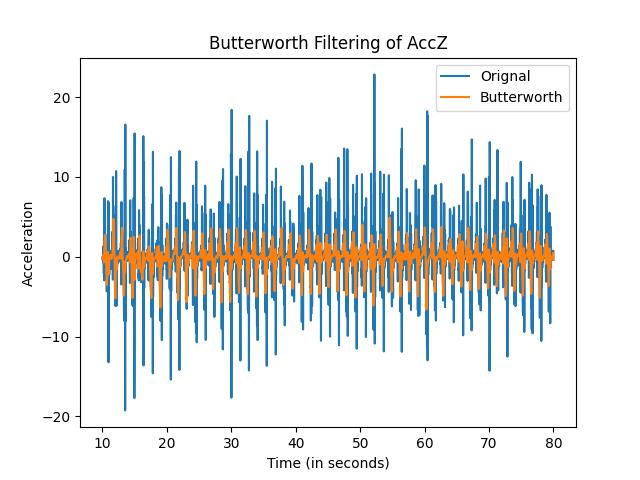 Butterworth Filtering of AccZ
Orignal
Butterworth
Acceleration
20
10
0
−10
−20
10
20
30
40
50
60
70
80
Time (in seconds)